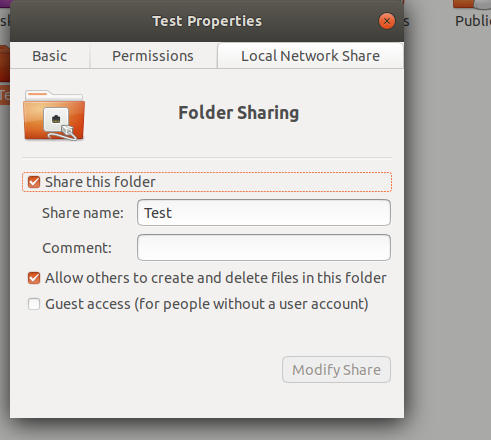 Test Properties
Basic
Permissions
Local Network Share
Folder Sharing
Share this folder
Share name:
Test
Comment:
Allow others to create and delete files in this folder
Guest access (for people without a user account)
Modify Share